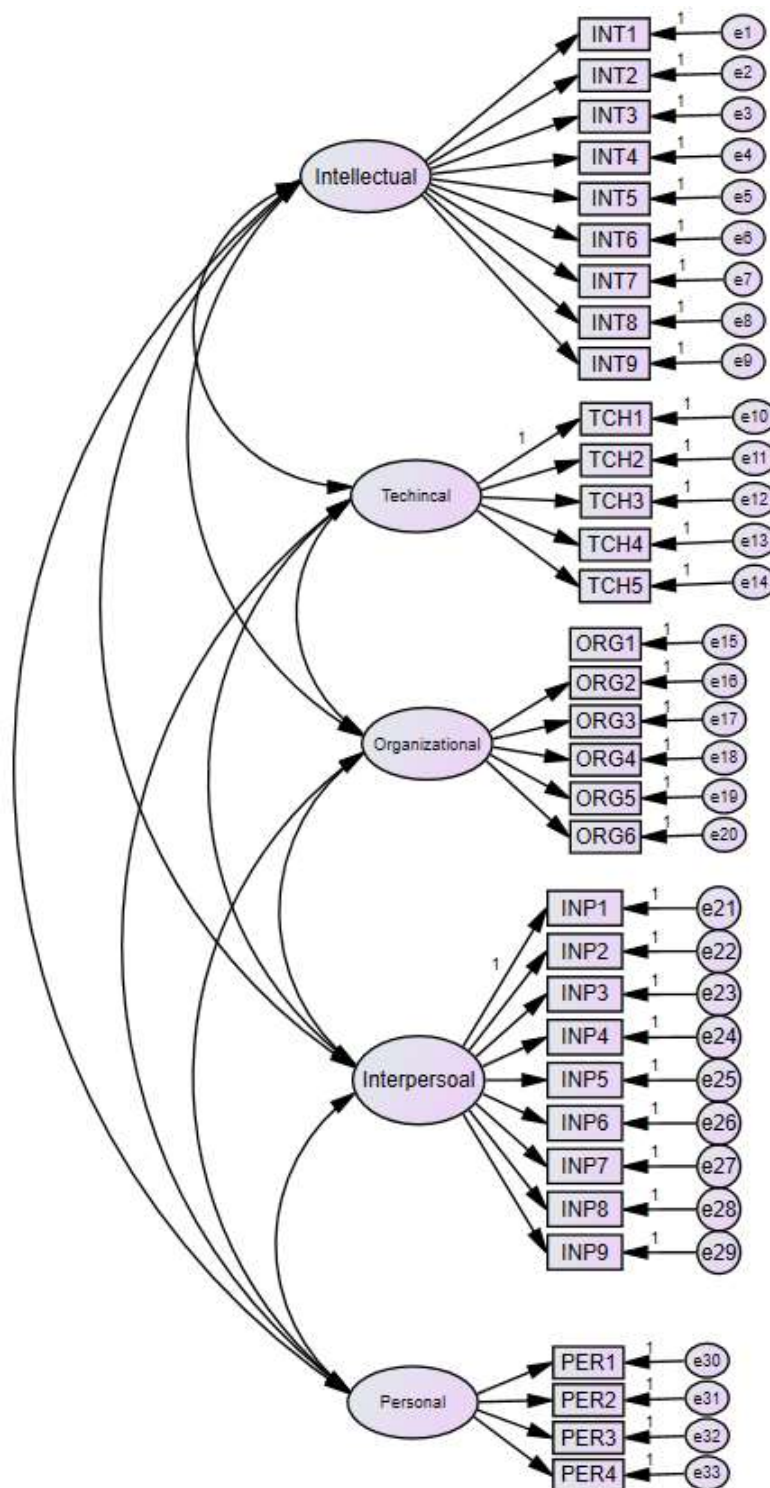 INT1 1 e1
INT2 1 e2
INT3 1 e3
INT4 1 e4
Intellectual
INT5 1 e5
INT6 1 e6
INT7 1 e7
INT8 1 e8
INT9 1 e9
1 TCH1 1 e10
TCH2 1 e11
Techincal
TCH3 1 e12
TCH4 1 e13
TCH5 1 e14
ORG1 1 e15
ORG2 1 e16
ORG3 1 e17
Organizational
ORG4 1 e18
ORG5 1 e19
ORG6 1 e20
INP1 1 e21
1 INP2 1 e22
INP3 1 e23
INP4 1 e24
Interpersoal
INP5 1 e25
INP6 1 e26
INP7 1 e27
INP8 1 e28
INP9 1 e29
PER1 1 e30
Personal
PER2 1 e31
PER3 1 e32
PER4 1 e33